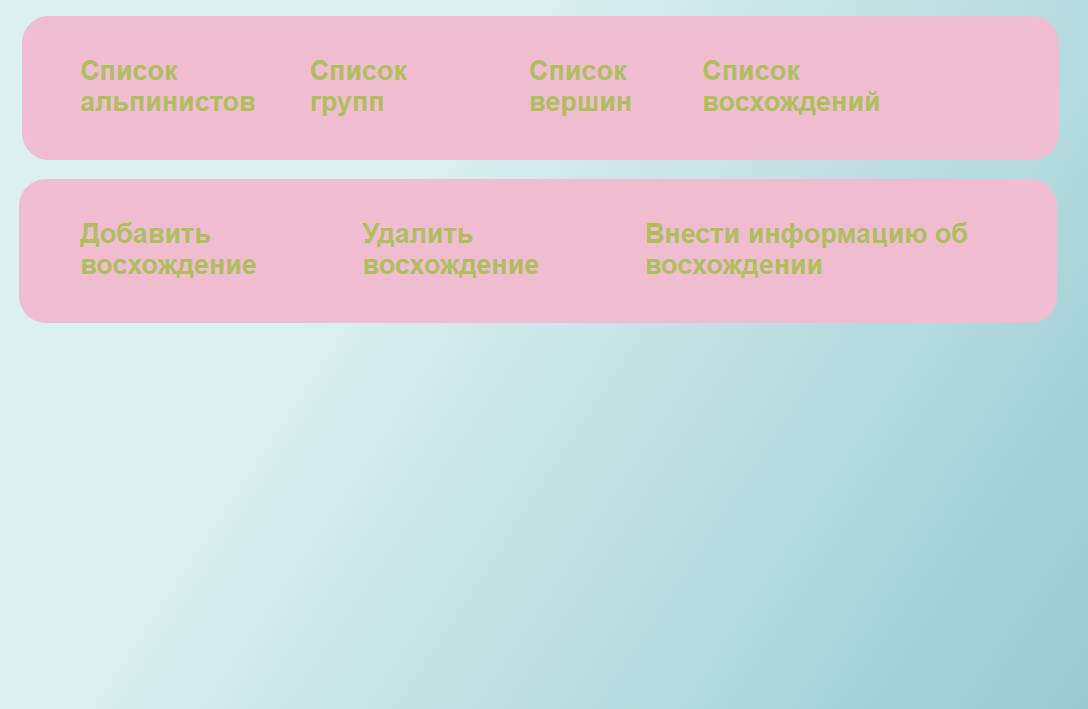 Список
альпинистов
Список
групп
Список
вершин
Список
восхождений
Добавить
восхождение
Удалить
восхождение
Внести информацию об
восхождении